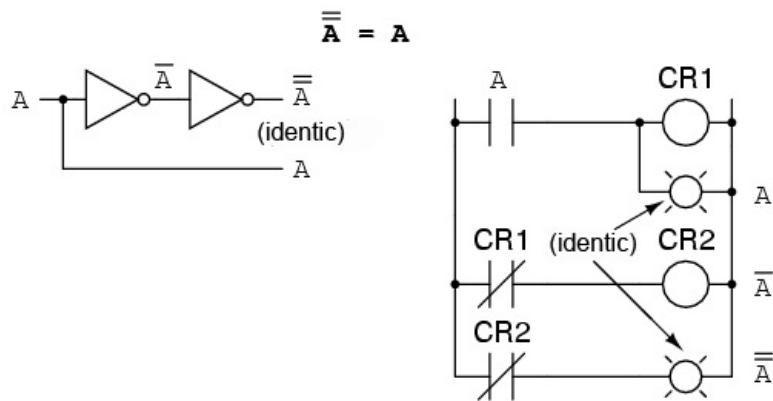 A̿ = A
A
A̅
A̿
(identic)
A
A
CR1
A
CR1
(identic)
CR2
A̅
CR2
A̿